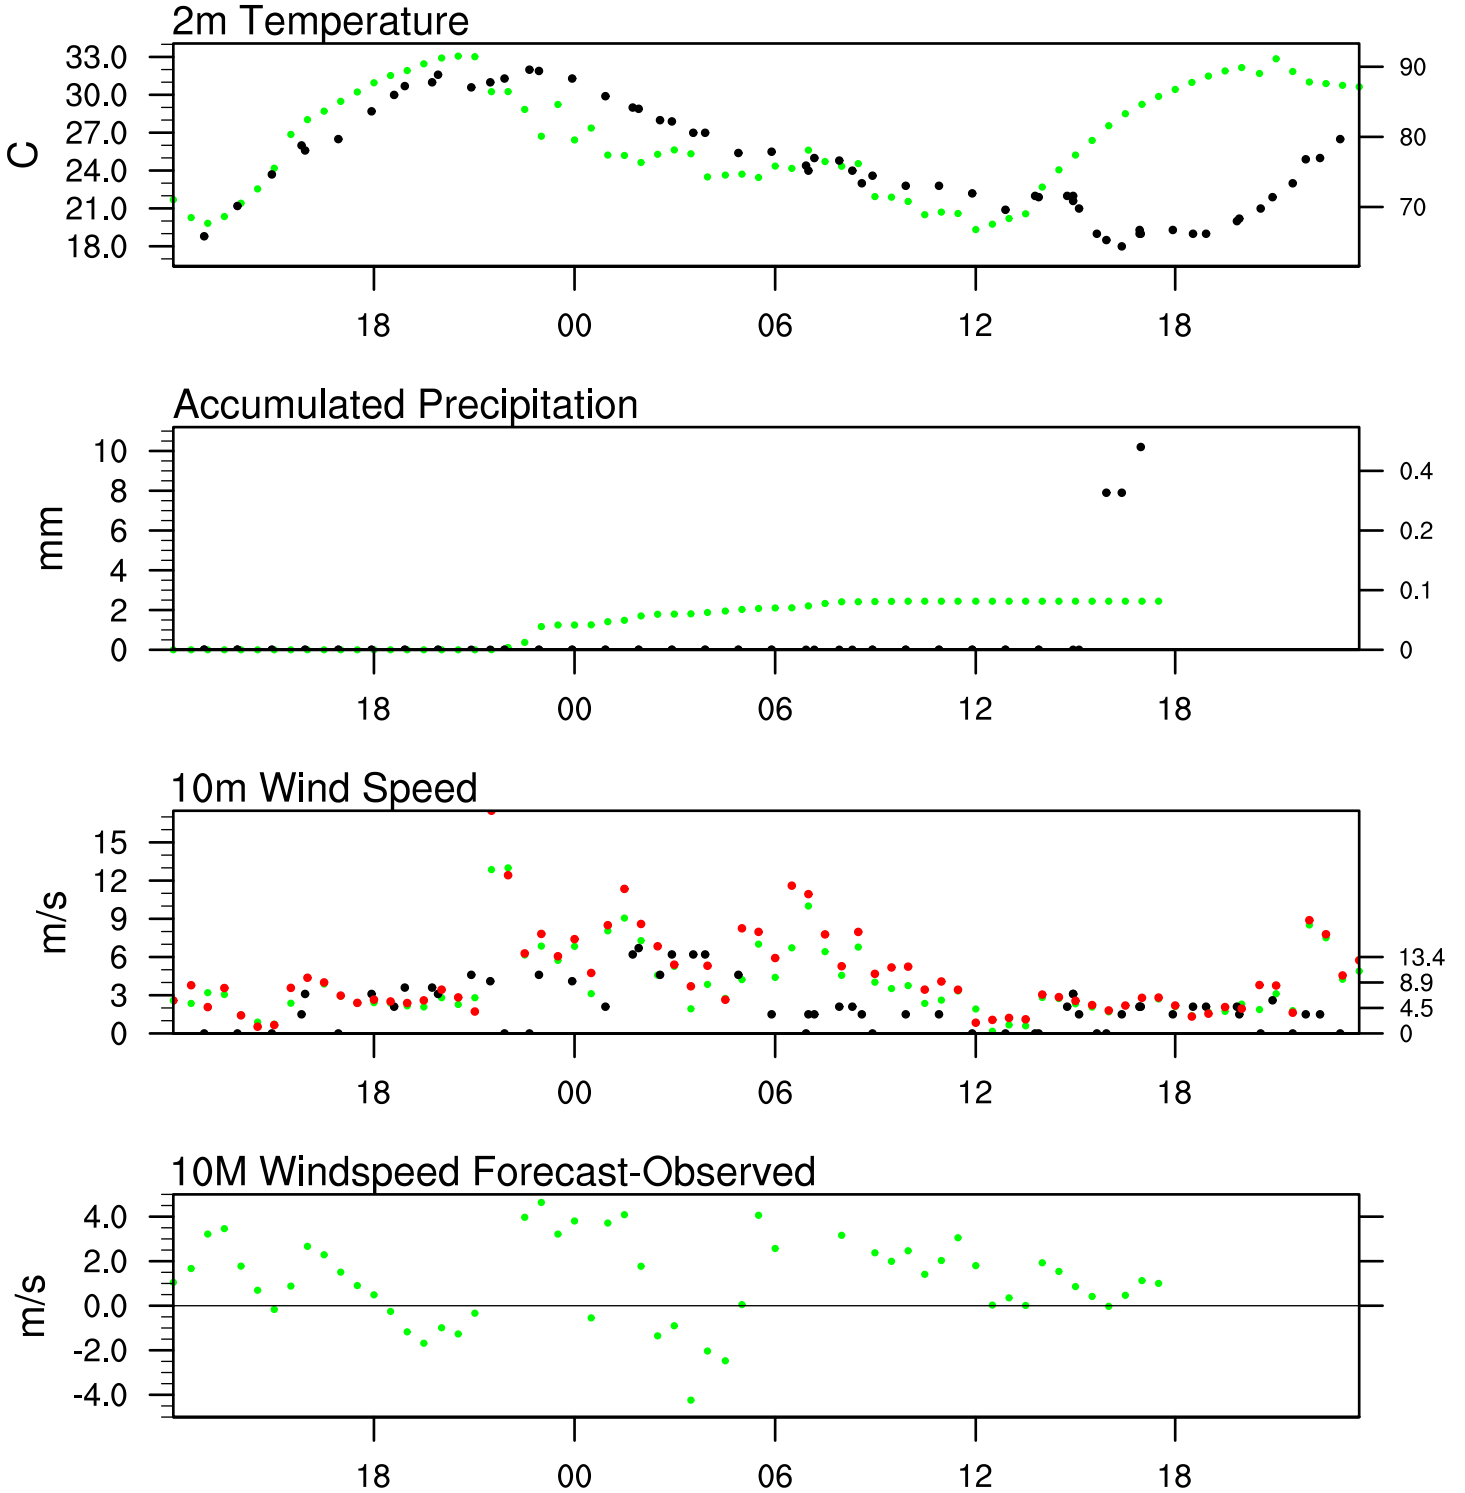 2m Temperature
33.0
30.0
27.0
24.0
21.0
18.0
C
90
80
70
18 00 06 12 18
Accumulated Precipitation
10
8
6
4
2
0
mm
0.4
0.2
0.1
0
18 00 06 12 18
10m Wind Speed
15
12
9
6
3
0
m/s
13.4
8.9
4.5
0
18 00 06 12 18
10M Windspeed Forecast-Observed
4.0
2.0
0.0
-2.0
-4.0
m/s
18 00 06 12 18